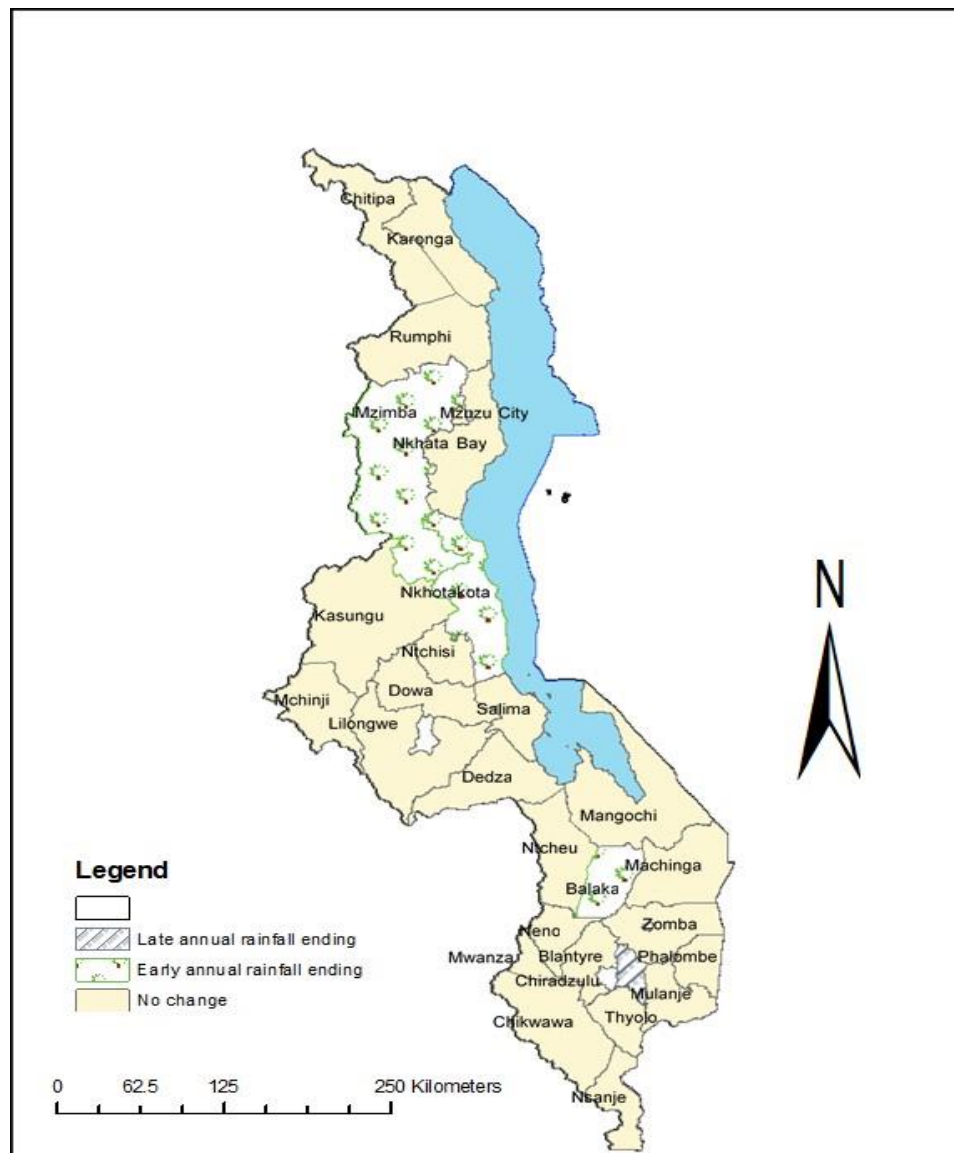 Chitipa
Karonga
Rumphi
Mzimba
Mzuzu City
Nkhata Bay
N
Nkhotakota
Kasungu
Ntchisi
Dowa
Mchinji
Salima
Lilongwe
Dedza
Mangochi
Ntcheu
Machinga
Balaka
Zomba
Neno
Mwanza
Blantyre
Phalombe
Chiradzulu
Mulanje
Chikwawa
Thyolo
Nsanje
Legend
Late annual rainfall ending
Early annual rainfall ending
No change
0 62.5 125 250 Kilometers